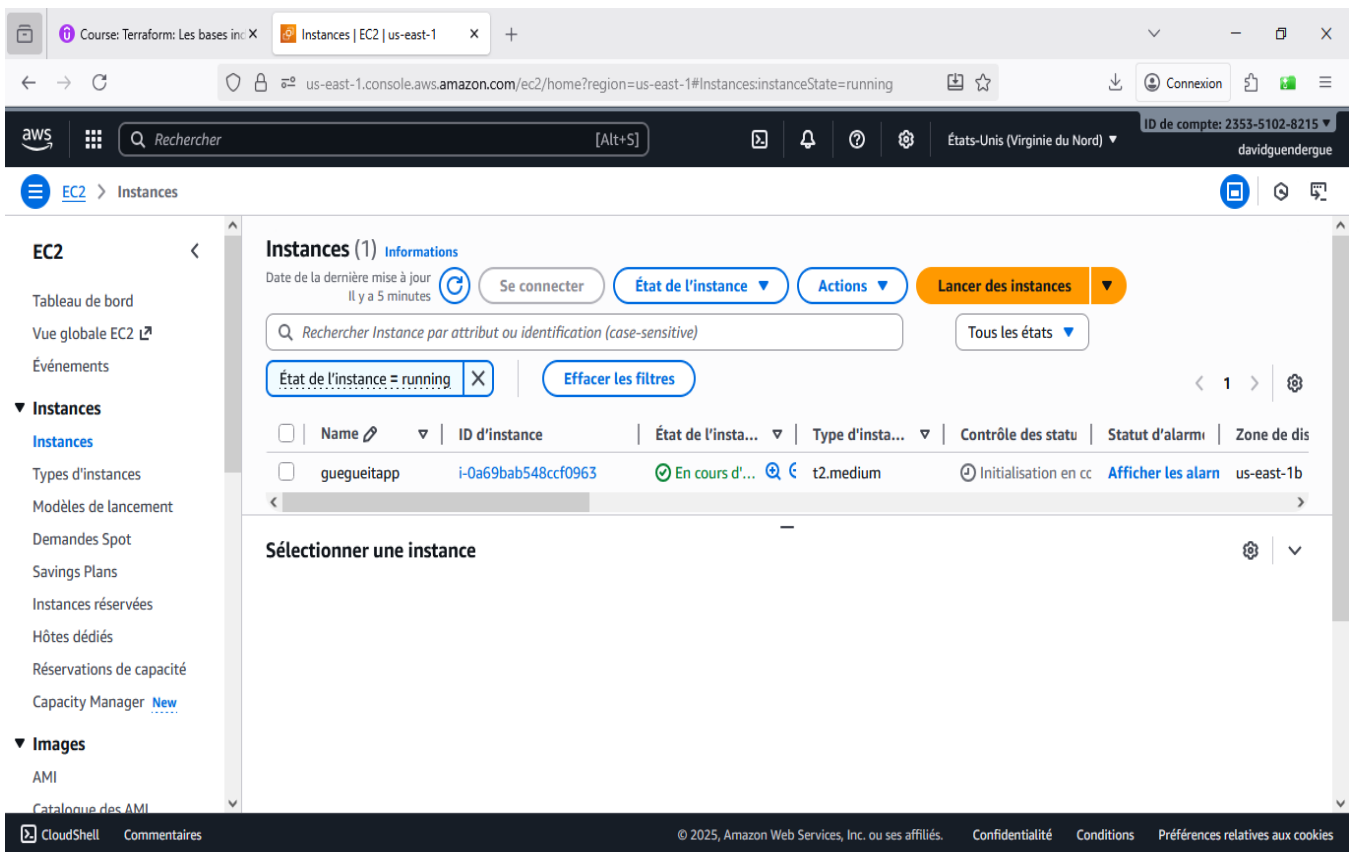 Course: Terraform: Les bases inc
Instances | EC2 | us-east-1
us-east-1.console.aws.amazon.com/ec2/home?region=us-east-1#Instances:instanceState=running
Connexion
aws
Rechercher
[Alt+S]
États-Unis (Virginie du Nord)
ID de compte: 2353-5102-8215
davidguendergue
EC2 > Instances
EC2
Tableau de bord
Vue globale EC2
Événements
Instances
Instances
Types d'instances
Modèles de lancement
Demandes Spot
Savings Plans
Instances réservées
Hôtes dédiés
Réservations de capacité
Capacity Manager New
Images
AMI
Catalogue des AMI
Instances (1) Informations
Date de la dernière mise à jour
Il y a 5 minutes
Se connecter
État de l'instance
Actions
Lancer des instances
Rechercher Instance par attribut ou identification (case-sensitive)
Tous les états
État de l'instance = running
Effacer les filtres
1
Name ID d'instance État de l'insta... Type d'insta... Contrôle des statu Statut d'alarm Zone de dis
guegueitapp i-0a69bab548ccf0963 En cours d'... t2.medium Initialisation en cc Afficher les alarn us-east-1b
Sélectionner une instance
CloudShell Commentaires © 2025, Amazon Web Services, Inc. ou ses affiliés. Confidentialité Conditions Préférences relatives aux cookies